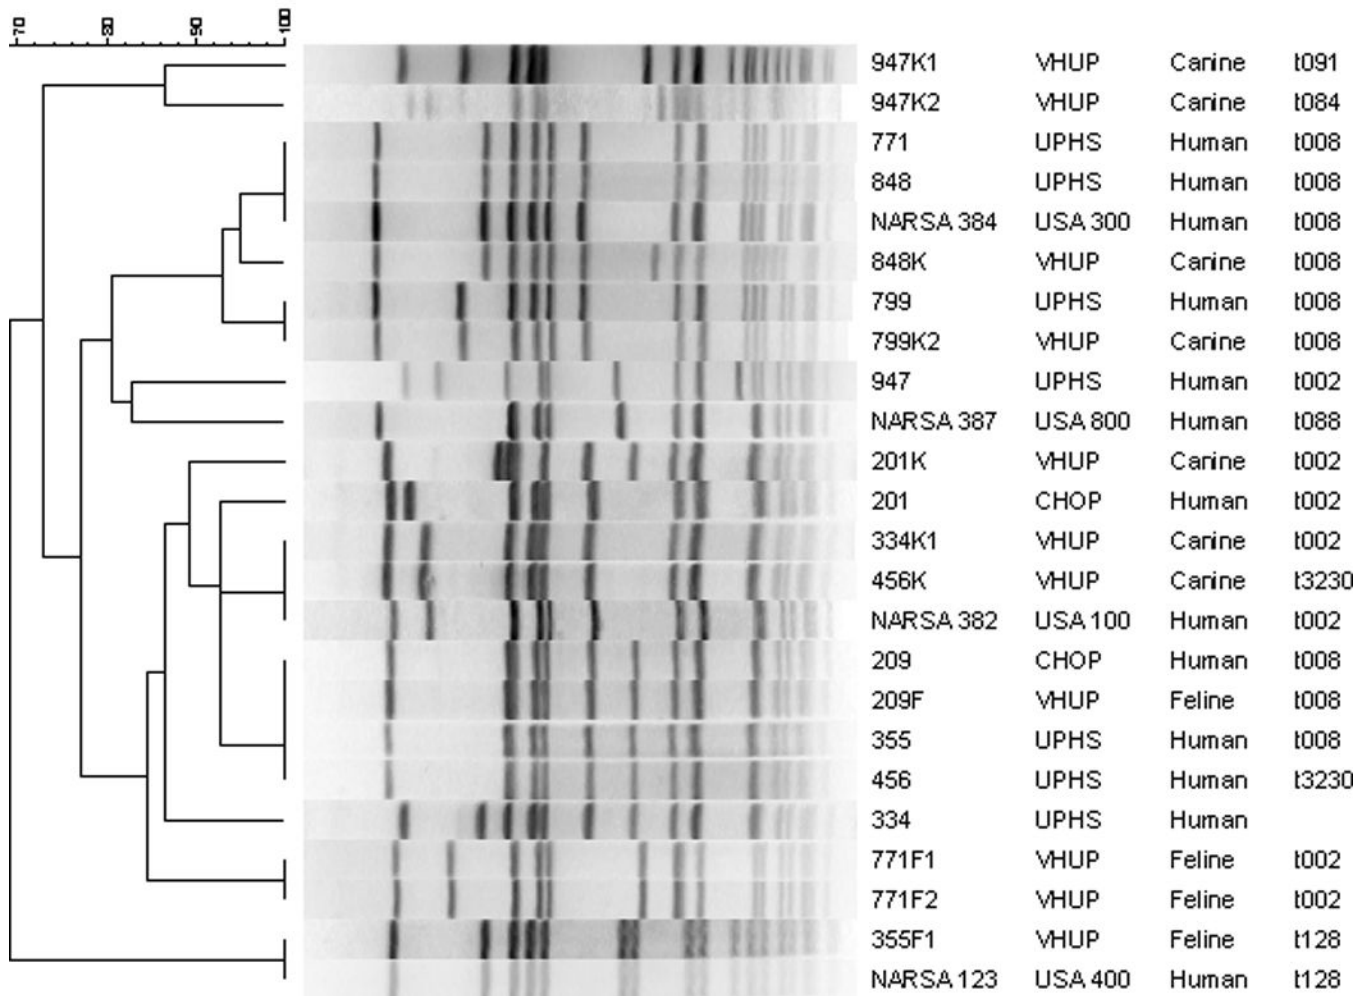 70 80 90 100
947K1 VHUP Canine t091
947K2 VHUP Canine t084
771 UPHS Human t008
848 UPHS Human t008
NARSA 384 USA 300 Human t008
848K VHUP Canine t008
799 UPHS Human t008
799K2 VHUP Canine t008
947 UPHS Human t002
NARSA 387 USA 800 Human t088
201K VHUP Canine t002
201 CHOP Human t002
334K1 VHUP Canine t002
456K VHUP Canine t3230
NARSA 382 USA 100 Human t002
209 CHOP Human t008
209F VHUP Feline t008
355 UPHS Human t008
456 UPHS Human t3230
334 UPHS Human
771F1 VHUP Feline t002
771F2 VHUP Feline t002
355F1 VHUP Feline t128
NARSA 123 USA 400 Human t128